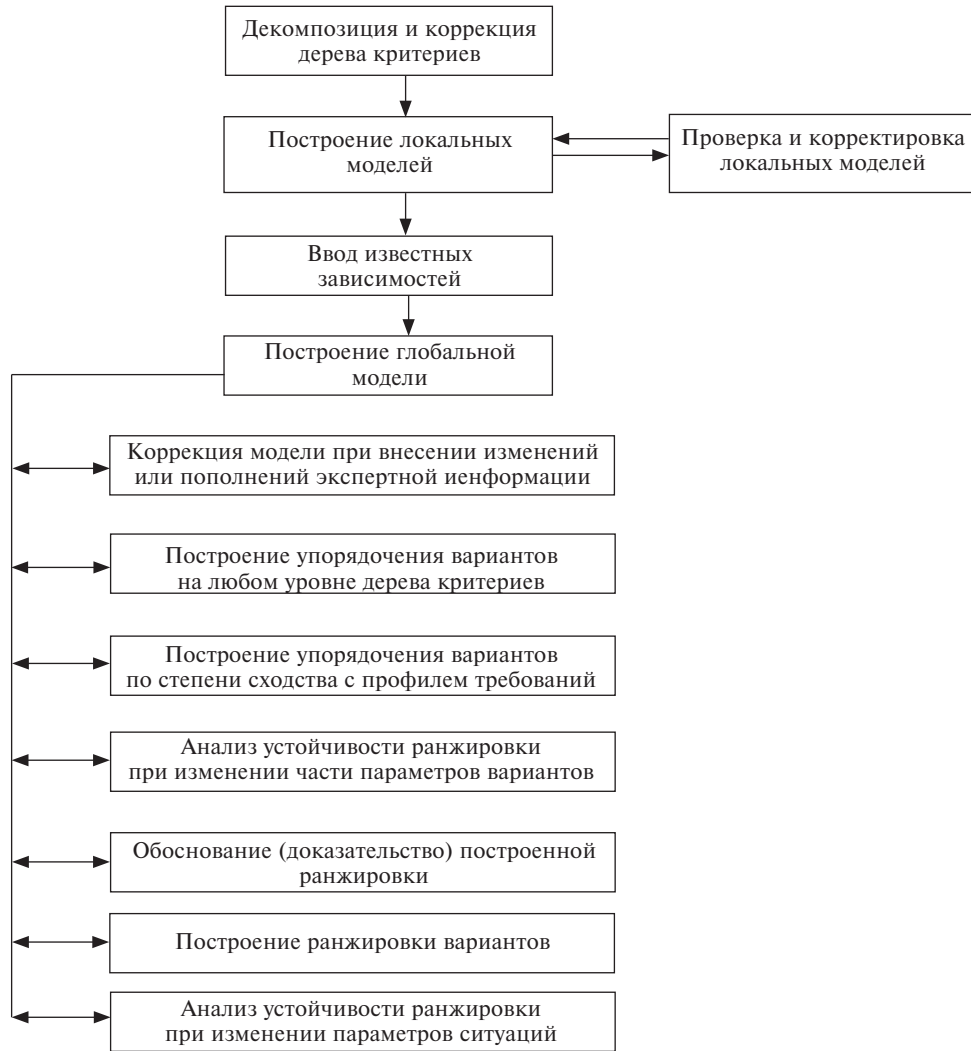 Декомпозиция и коррекция
дерева критериев
Построение локальных
моделей
Проверка и корректировка
локальных моделей
Ввод известных
зависимостей
Построение глобальной
модели
Коррекция модели при внесении изменений
или пополнений экспертной иенформации
Построение упорядочения вариантов
на любом уровне дерева критериев
Построение упорядочения вариантов
по степени сходства с профилем требований
Анализ устойчивости ранжировки
при изменении части параметров вариантов
Обоснование (доказательство) построенной
ранжировки
Построение ранжировки вариантов
Анализ устойчивости ранжировки
при изменении параметров ситуаций